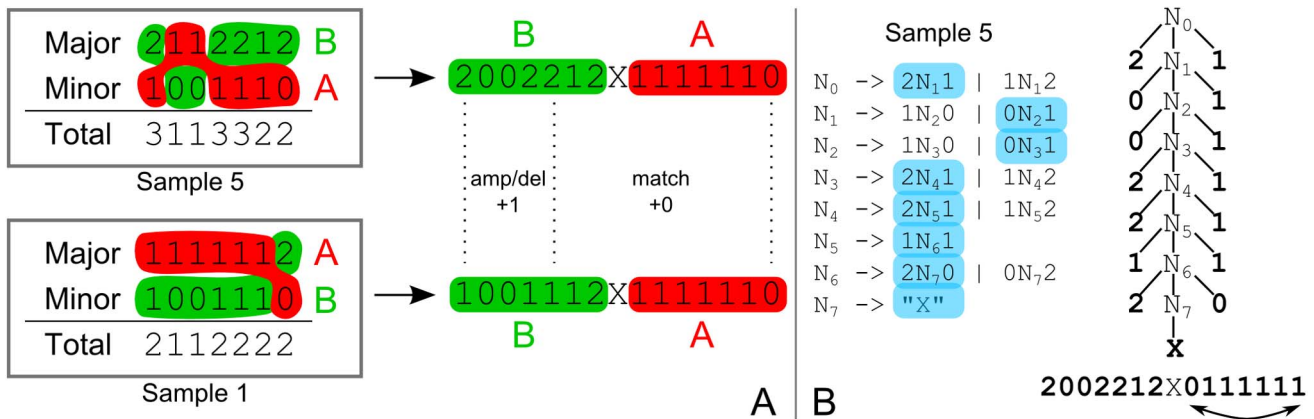 Major 2112212 B
Minor 1001110 A
Total 3113322
Sample 5
B A
2002212X1111110
amp/del
+1
match
+0
Major 1111112 A
Minor 1001110 B
Total 2112222
Sample 1
1001112X1111110
B A
A
Sample 5
N0 -> 2N11 | 1N12
N1 -> 1N20 | 0N21
N2 -> 1N30 | 0N31
N3 -> 2N41 | 1N42
N4 -> 2N51 | 1N52
N5 -> 1N61
N6 -> 2N70 | 0N72
N7 -> "X"
N0
2 N1 1
0 N2 1
0 N3 1
2 N4 1
2 N5 1
1 N6 1
2 N7 0
X
2002212X0111111
B